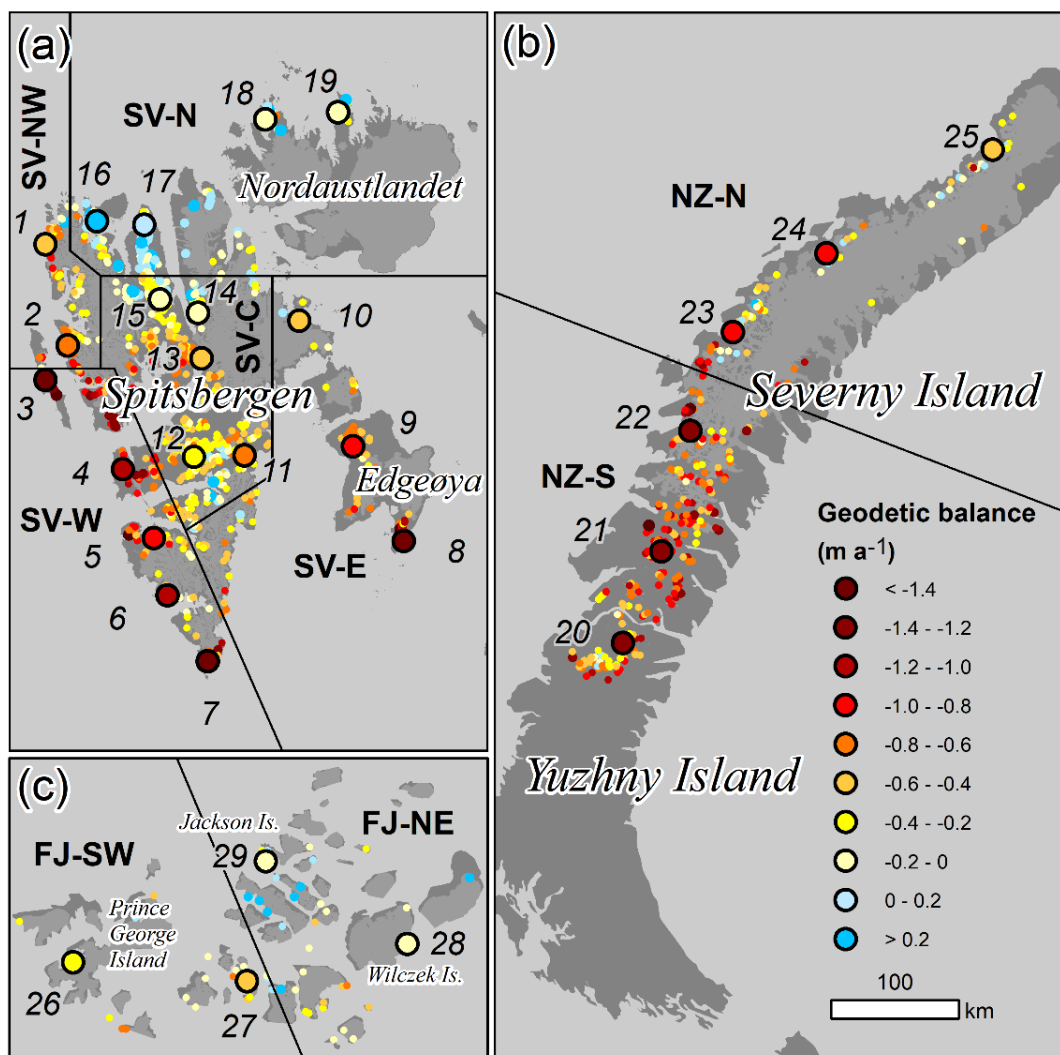 (a)
SV-NW
SV-N
18
19
Nordaustlandet
16
17
1
2
15
14
SV-C
10
13
3
Spitsbergen
9
12
11
Edgeøya
4
SV-W
5
SV-E
8
6
7
(b)
25
NZ-N
24
23
Severny Island
22
NZ-S
21
20
Yuzhny Island
Geodetic balance
(m a⁻¹)
< -1.4
-1.4 - -1.2
-1.2 - -1.0
-1.0 - -0.8
-0.8 - -0.6
-0.6 - -0.4
-0.4 - -0.2
-0.2 - 0
0 - 0.2
> 0.2
100
km
(c)
Jackson Is.
FJ-NE
FJ-SW
29
Prince
George
Island
28
Wilczek Is.
26
27